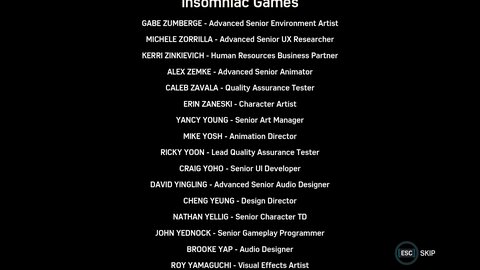 Insomniac Games
GABE ZUMBERGE - Advanced Senior Environment Artist
MICHELE ZORRILLA - Advanced Senior UX Researcher
KERRI ZINKIEVICH - Human Resources Business Partner
ALEX ZEMKE - Advanced Senior Animator
CALEB ZAVALA - Quality Assurance Tester
ERIN ZANESKI - Character Artist
YANCY YOUNG - Senior Art Manager
MIKE YOSH - Animation Director
RICKY YOON - Lead Quality Assurance Tester
CRAIG YOHO - Senior UI Developer
DAVID YINGLING - Advanced Senior Audio Designer
CHENG YEUNG - Design Director
NATHAN YELLIG - Senior Character TD
JOHN YEDNOCK - Senior Gameplay Programmer
BROOKE YAP - Audio Designer
ROY YAMAGUCHI - Visual Effects Artist
ESC SKIP